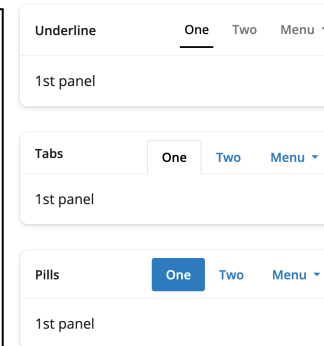 Underline One Two Menu
1st panel
Tabs One Two Menu
1st panel
Pills One Two Menu
1st panel